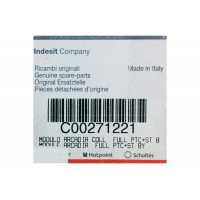 Indesit Company
Ricambi originali
Made in Italy
Genuine spare-parts
Original Ersatzteile
Pièces détachées d'origine
C00271221
MODULO ARCADIA COLL FULL PTC+ST B
MODULE ARCADIA FULL PTC+ST BY
Hotpoint
Scholtès